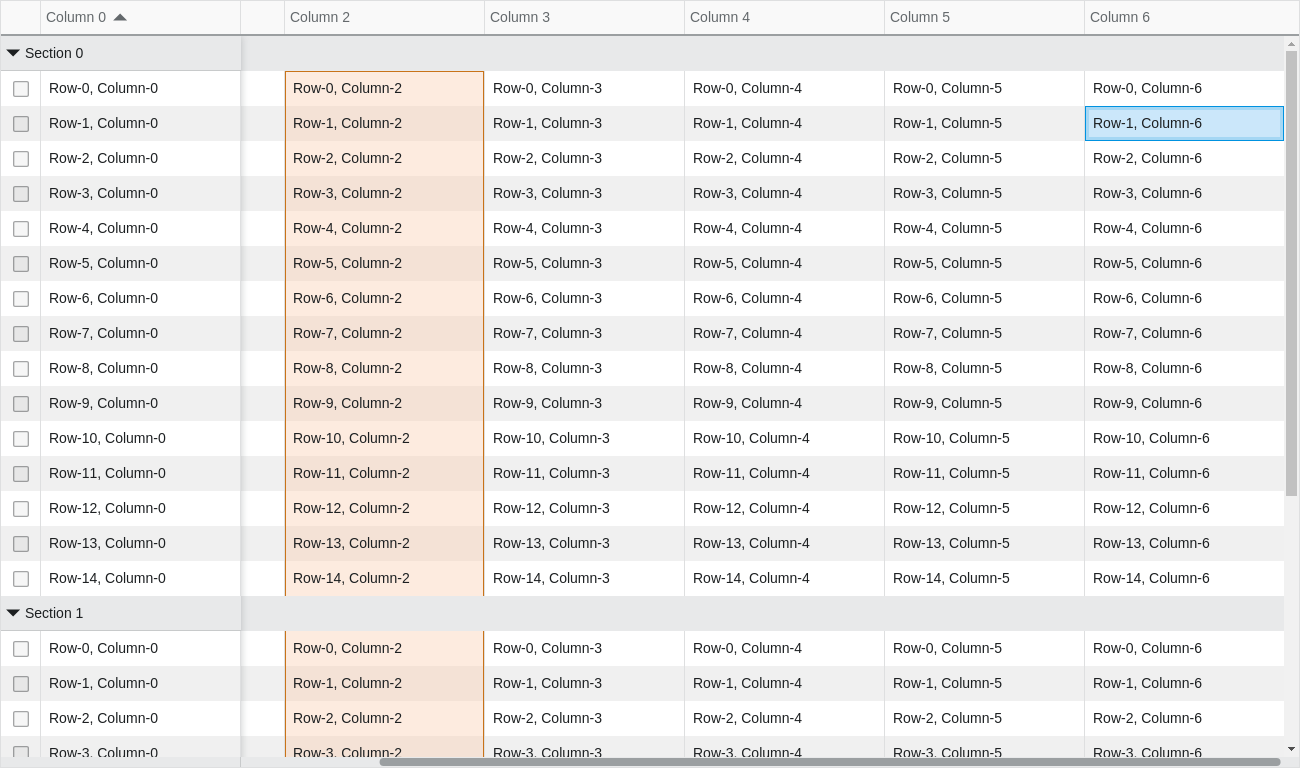 Column 0 Column 2 Column 3 Column 4 Column 5 Column 6
Section 0
Row-0, Column-0 Row-0, Column-2 Row-0, Column-3 Row-0, Column-4 Row-0, Column-5 Row-0, Column-6
Row-1, Column-0 Row-1, Column-2 Row-1, Column-3 Row-1, Column-4 Row-1, Column-5 Row-1, Column-6
Row-2, Column-0 Row-2, Column-2 Row-2, Column-3 Row-2, Column-4 Row-2, Column-5 Row-2, Column-6
Row-3, Column-0 Row-3, Column-2 Row-3, Column-3 Row-3, Column-4 Row-3, Column-5 Row-3, Column-6
Row-4, Column-0 Row-4, Column-2 Row-4, Column-3 Row-4, Column-4 Row-4, Column-5 Row-4, Column-6
Row-5, Column-0 Row-5, Column-2 Row-5, Column-3 Row-5, Column-4 Row-5, Column-5 Row-5, Column-6
Row-6, Column-0 Row-6, Column-2 Row-6, Column-3 Row-6, Column-4 Row-6, Column-5 Row-6, Column-6
Row-7, Column-0 Row-7, Column-2 Row-7, Column-3 Row-7, Column-4 Row-7, Column-5 Row-7, Column-6
Row-8, Column-0 Row-8, Column-2 Row-8, Column-3 Row-8, Column-4 Row-8, Column-5 Row-8, Column-6
Row-9, Column-0 Row-9, Column-2 Row-9, Column-3 Row-9, Column-4 Row-9, Column-5 Row-9, Column-6
Row-10, Column-0 Row-10, Column-2 Row-10, Column-3 Row-10, Column-4 Row-10, Column-5 Row-10, Column-6
Row-11, Column-0 Row-11, Column-2 Row-11, Column-3 Row-11, Column-4 Row-11, Column-5 Row-11, Column-6
Row-12, Column-0 Row-12, Column-2 Row-12, Column-3 Row-12, Column-4 Row-12, Column-5 Row-12, Column-6
Row-13, Column-0 Row-13, Column-2 Row-13, Column-3 Row-13, Column-4 Row-13, Column-5 Row-13, Column-6
Row-14, Column-0 Row-14, Column-2 Row-14, Column-3 Row-14, Column-4 Row-14, Column-5 Row-14, Column-6
Section 1
Row-0, Column-0 Row-0, Column-2 Row-0, Column-3 Row-0, Column-4 Row-0, Column-5 Row-0, Column-6
Row-1, Column-0 Row-1, Column-2 Row-1, Column-3 Row-1, Column-4 Row-1, Column-5 Row-1, Column-6
Row-2, Column-0 Row-2, Column-2 Row-2, Column-3 Row-2, Column-4 Row-2, Column-5 Row-2, Column-6
Row-3, Column-0 Row-3, Column-2 Row-3, Column-3 Row-3, Column-4 Row-3, Column-5 Row-3, Column-6